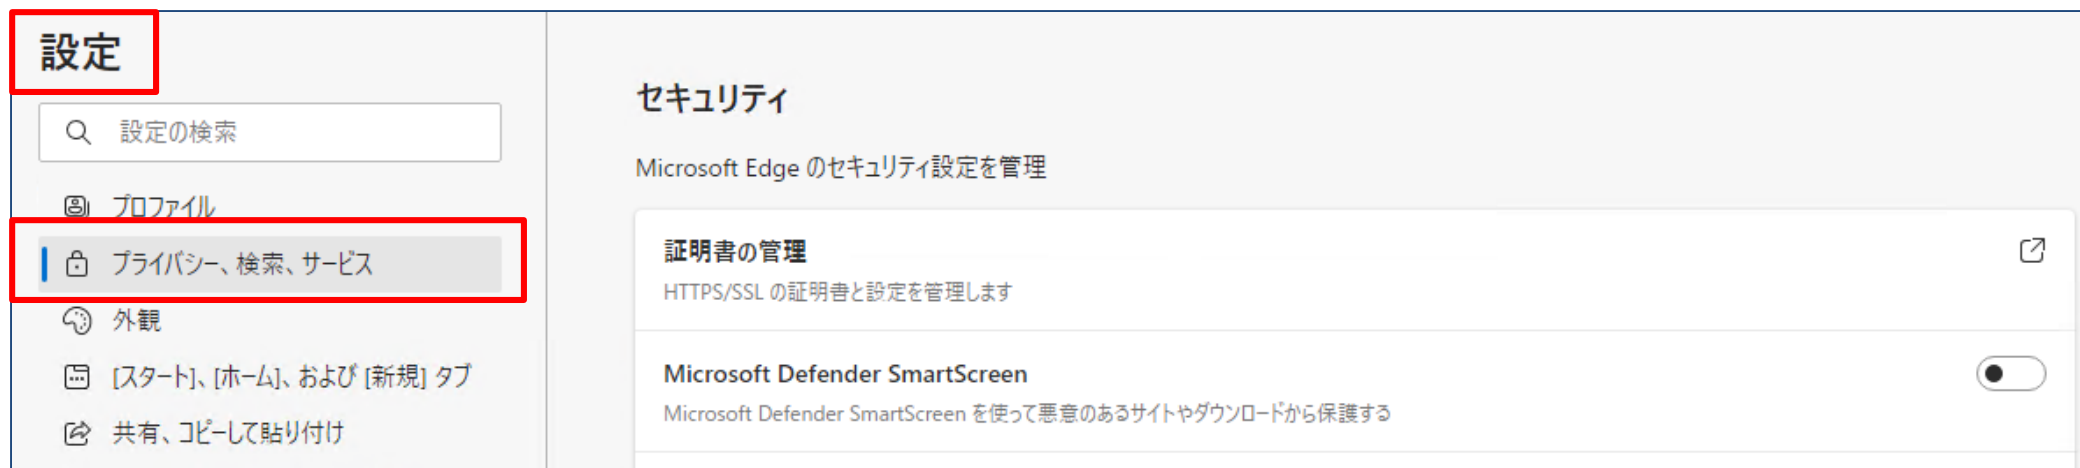 設定
設定の検索
プロファイル
プライバシー、検索、サービス
外観
[スタート]、[ホーム]、および [新規] タブ
共有、コピーして貼り付け
セキュリティ
Microsoft Edge のセキュリティ設定を管理
証明書の管理
HTTPS/SSL の証明書と設定を管理します
Microsoft Defender SmartScreen
Microsoft Defender SmartScreen を使って悪意のあるサイトやダウンロードから保護する